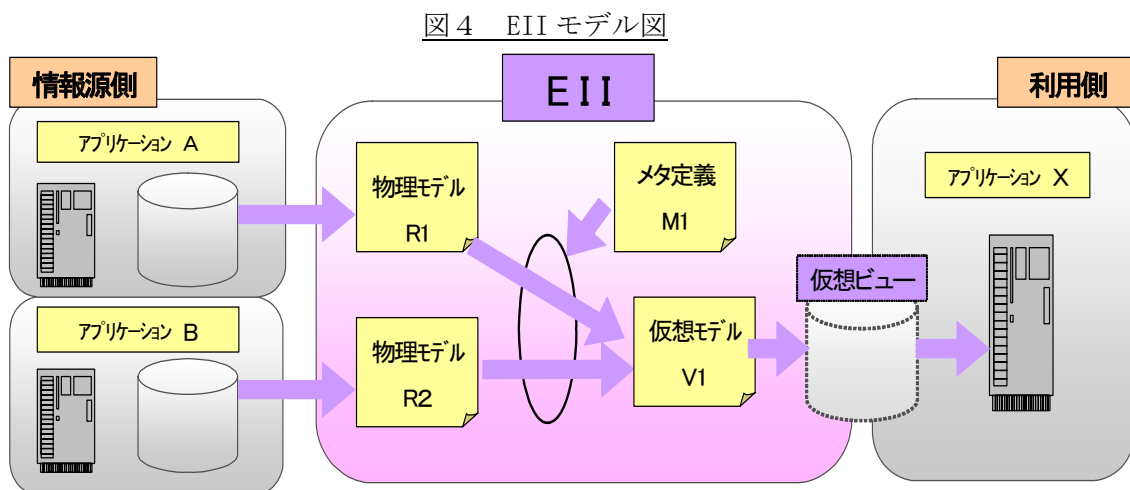 図4 EIIモデル図
情報源側
EII
利用側
アプリケーション A
物理モデル
R1
メタ定義
M1
アプリケーション X
仮想ビュー
アプリケーション B
物理モデル
R2
仮想モデル
V1